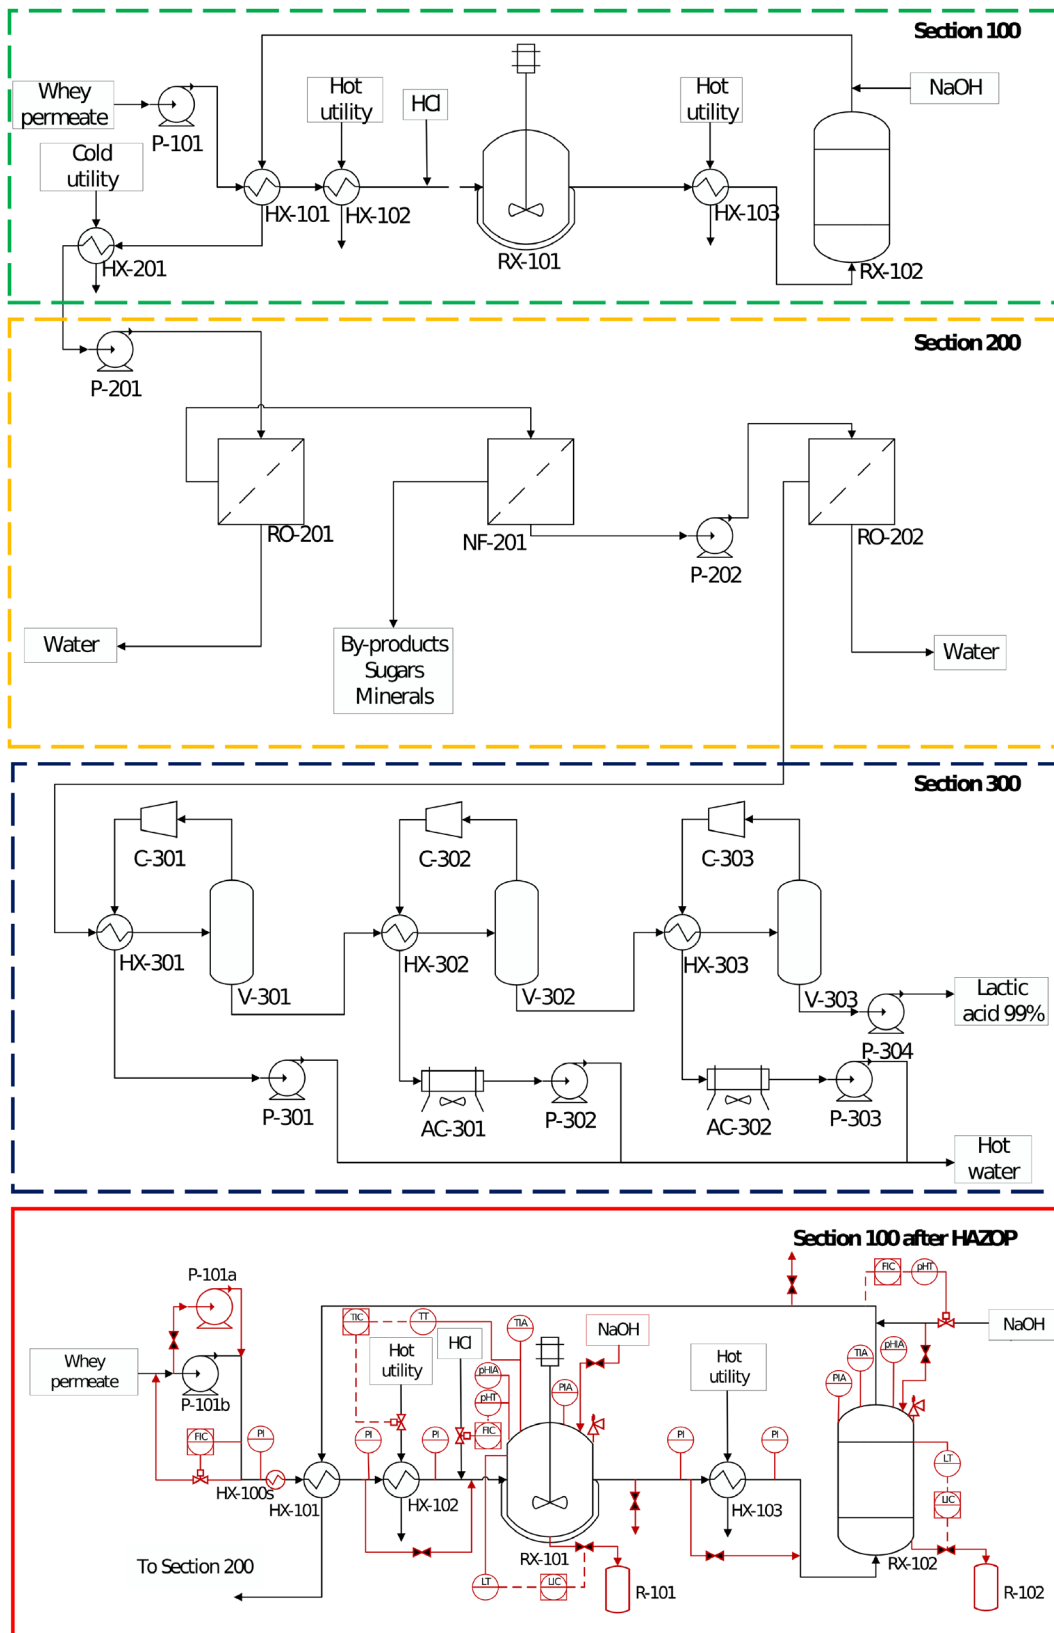 Section 100
Whey
permeate
P-101
Cold
utility
Hot
utility
HCl
Hot
utility
NaOH
HX-101
HX-102
HX-103
HX-201
RX-101
RX-102
Section 200
P-201
RO-201
NF-201
P-202
RO-202
Water
By-products
Sugars
Minerals
Water
Section 300
C-301
C-302
C-303
HX-301
HX-302
HX-303
V-301
V-302
V-303
Lactic
acid 99%
P-304
P-301
AC-301
P-302
AC-302
P-303
Hot
water
Section 100 after HAZOP
P-101a
Whey
permeate
P-101b
FIC
PI
HX-100s
HX-101
TIC
TT
Hot
utility
HCl
TIA
NaOH
pHIA
pHT
FIC
PIA
PI
PI
HX-102
RX-101
LT
LIC
R-101
PI
PI
Hot
utility
HX-103
FIC
pHT
NaOH
PIA
TIA
pHIA
LT
LIC
RX-102
R-102
To Section 200